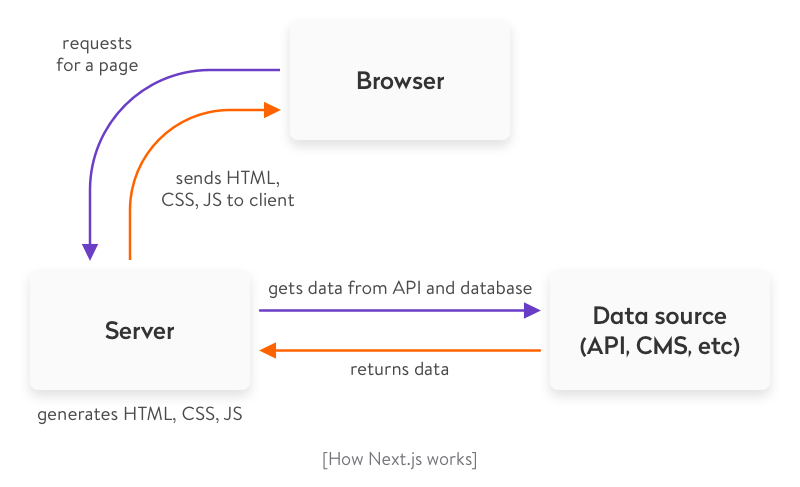 requests
for a page
Browser
sends HTML,
CSS, JS to client
gets data from API and database
Server
Data source
(API, CMS, etc)
returns data
generates HTML, CSS, JS
[How Next.js works]